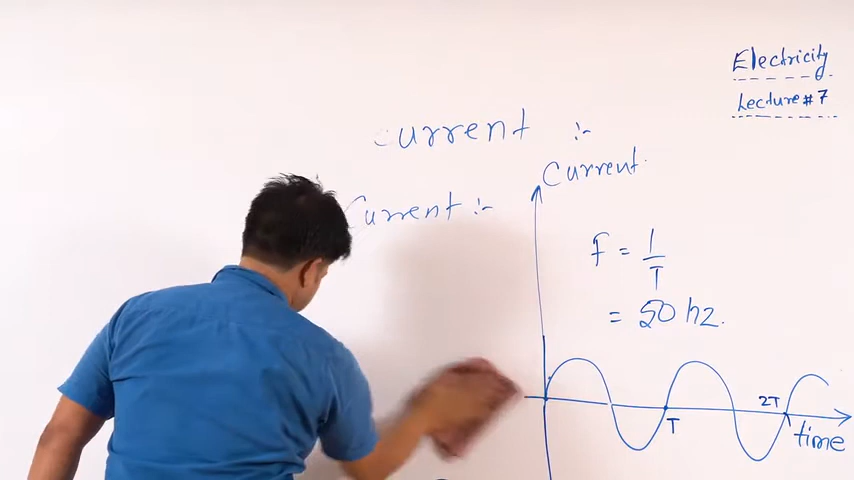 Electricity
Lecture #7
Current :-
Current :-
Current
f = 1/T
= 50 hz.
T
2T
time